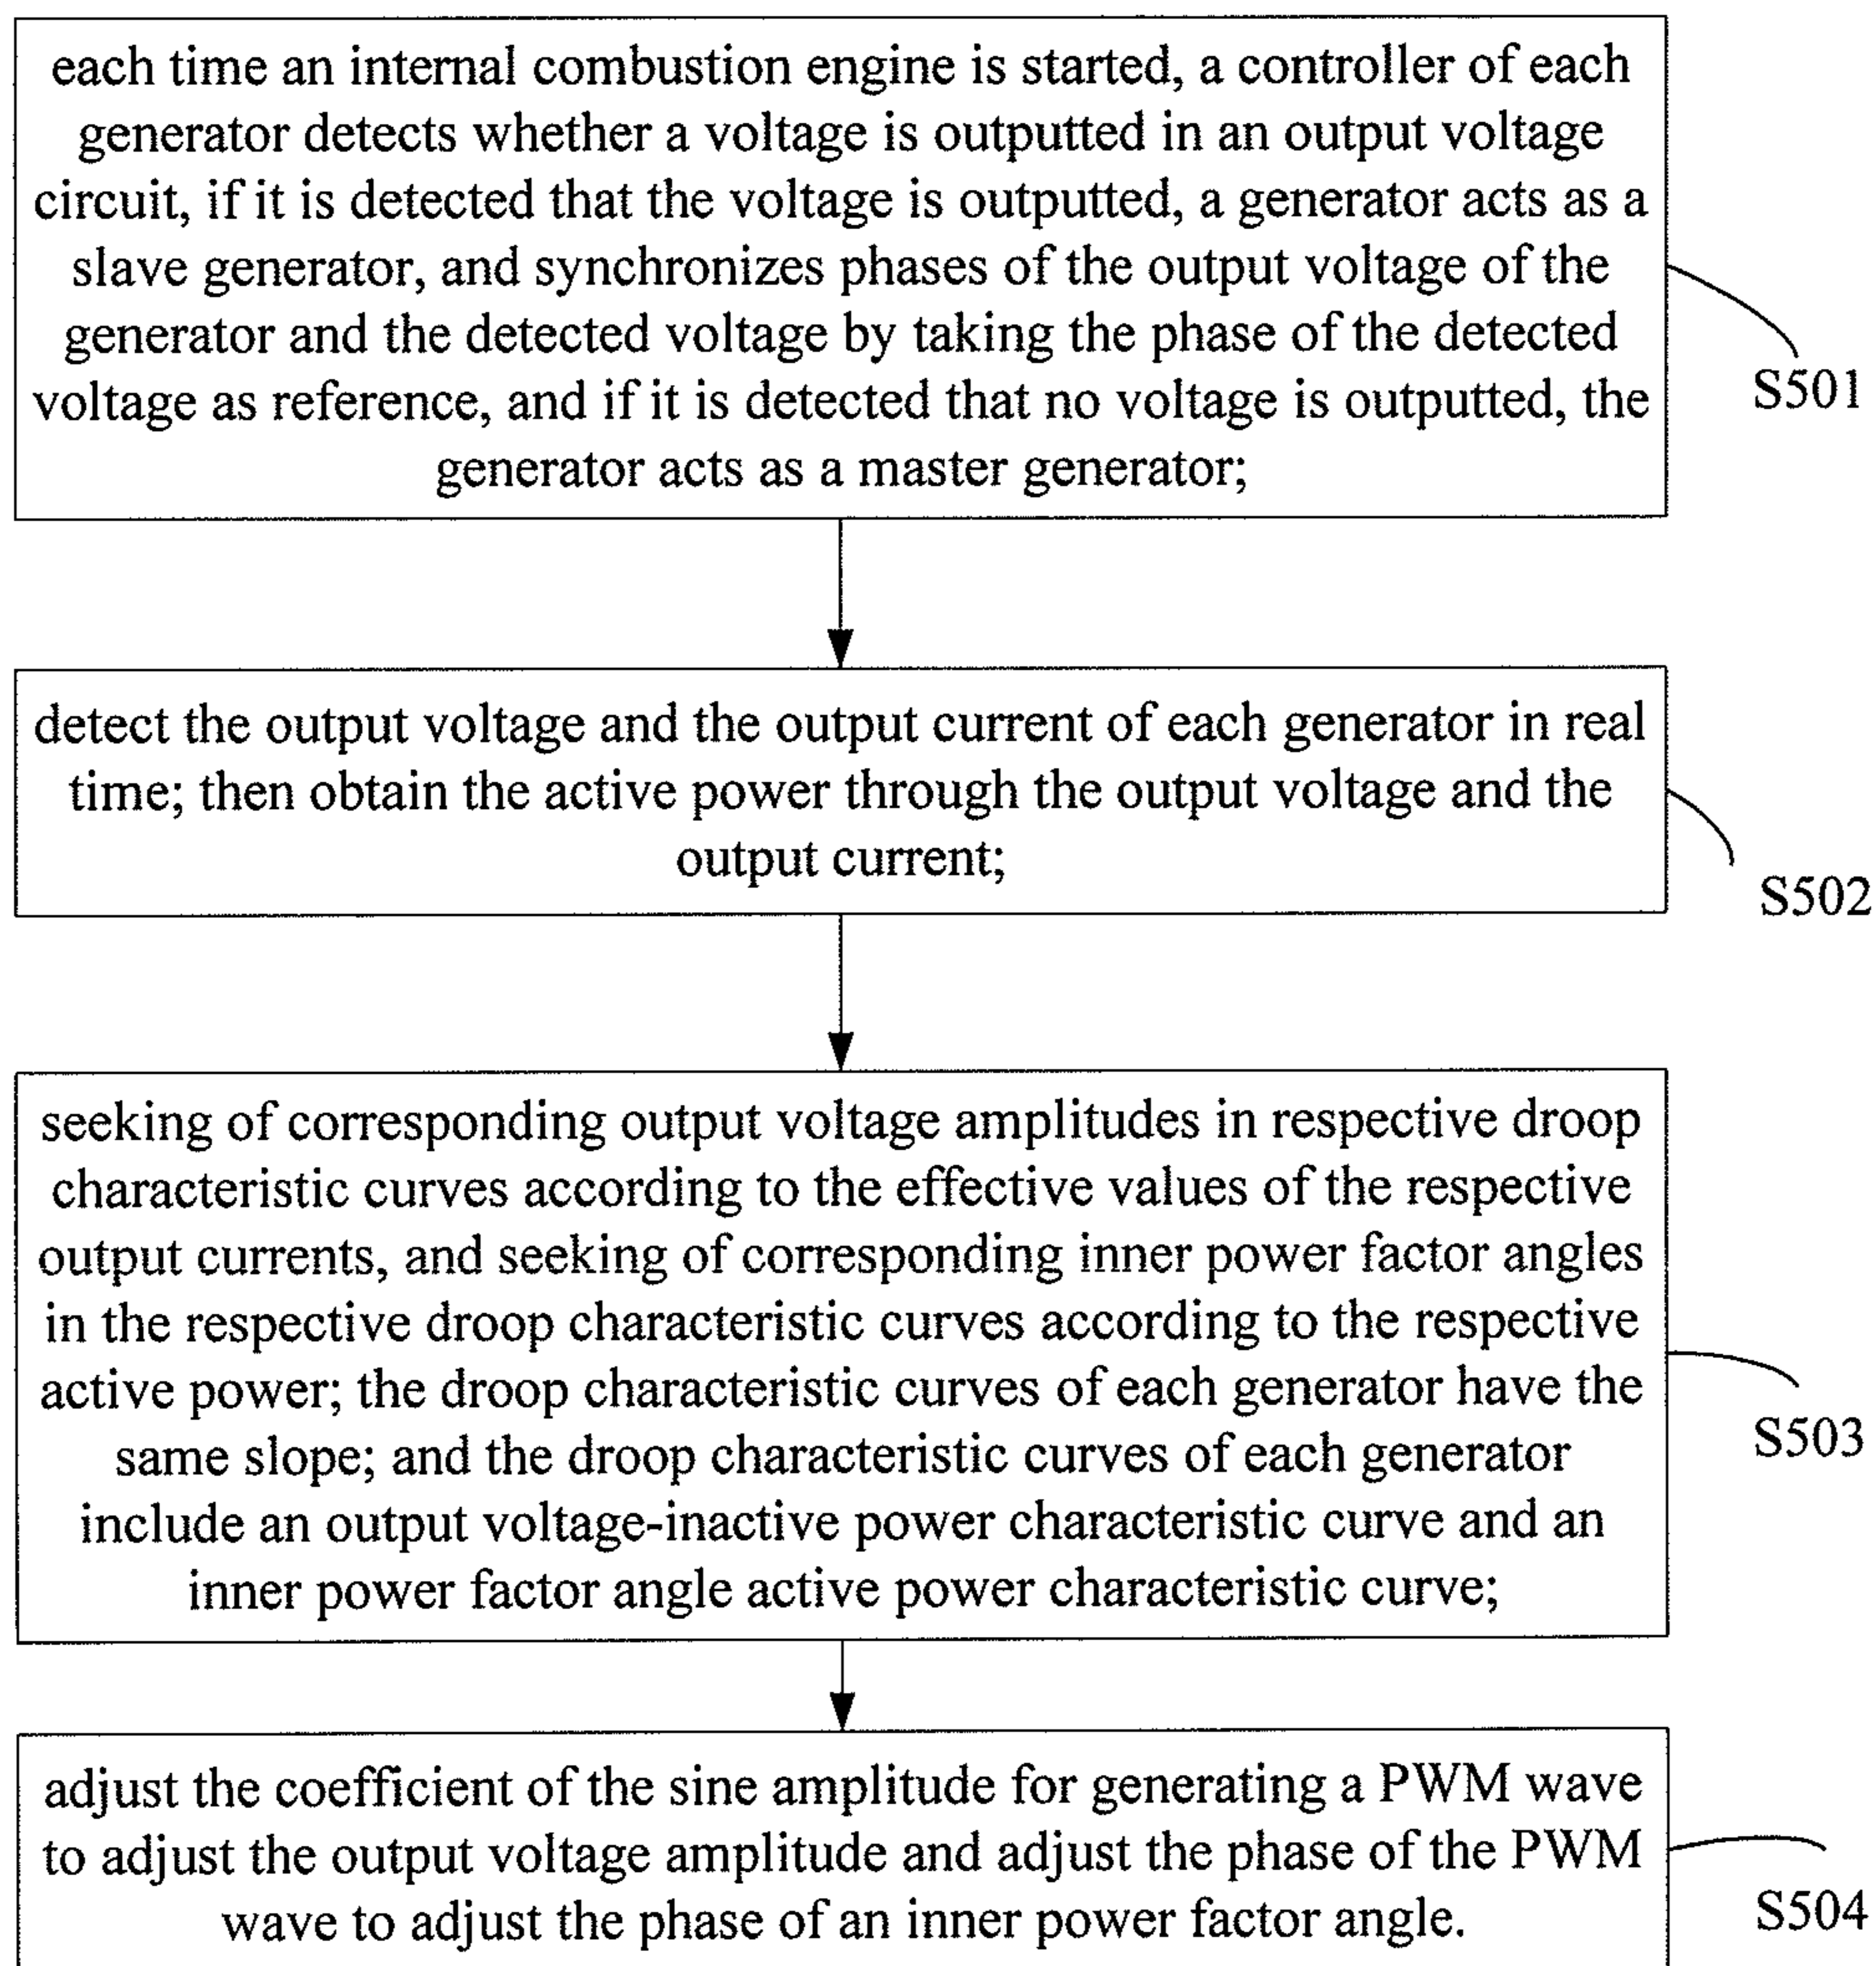 each time an internal combustion engine is started, a controller of each
generator detects whether a voltage is outputted in an output voltage
circuit, if it is detected that the voltage is outputted, a generator acts as a
slave generator, and synchronizes phases of the output voltage of the
generator and the detected voltage by taking the phase of the detected
voltage as reference, and if it is detected that no voltage is outputted, the
generator acts as a master generator;
S501
detect the output voltage and the output current of each generator in real
time; then obtain the active power through the output voltage and the
output current;
S502
seeking of corresponding output voltage amplitudes in respective droop
characteristic curves according to the effective values of the respective
output currents, and seeking of corresponding inner power factor angles
in the respective droop characteristic curves according to the respective
active power; the droop characteristic curves of each generator have the
same slope; and the droop characteristic curves of each generator
include an output voltage-inactive power characteristic curve and an
inner power factor angle active power characteristic curve;
S503
adjust the coefficient of the sine amplitude for generating a PWM wave
to adjust the output voltage amplitude and adjust the phase of the PWM
wave to adjust the phase of an inner power factor angle.
S504